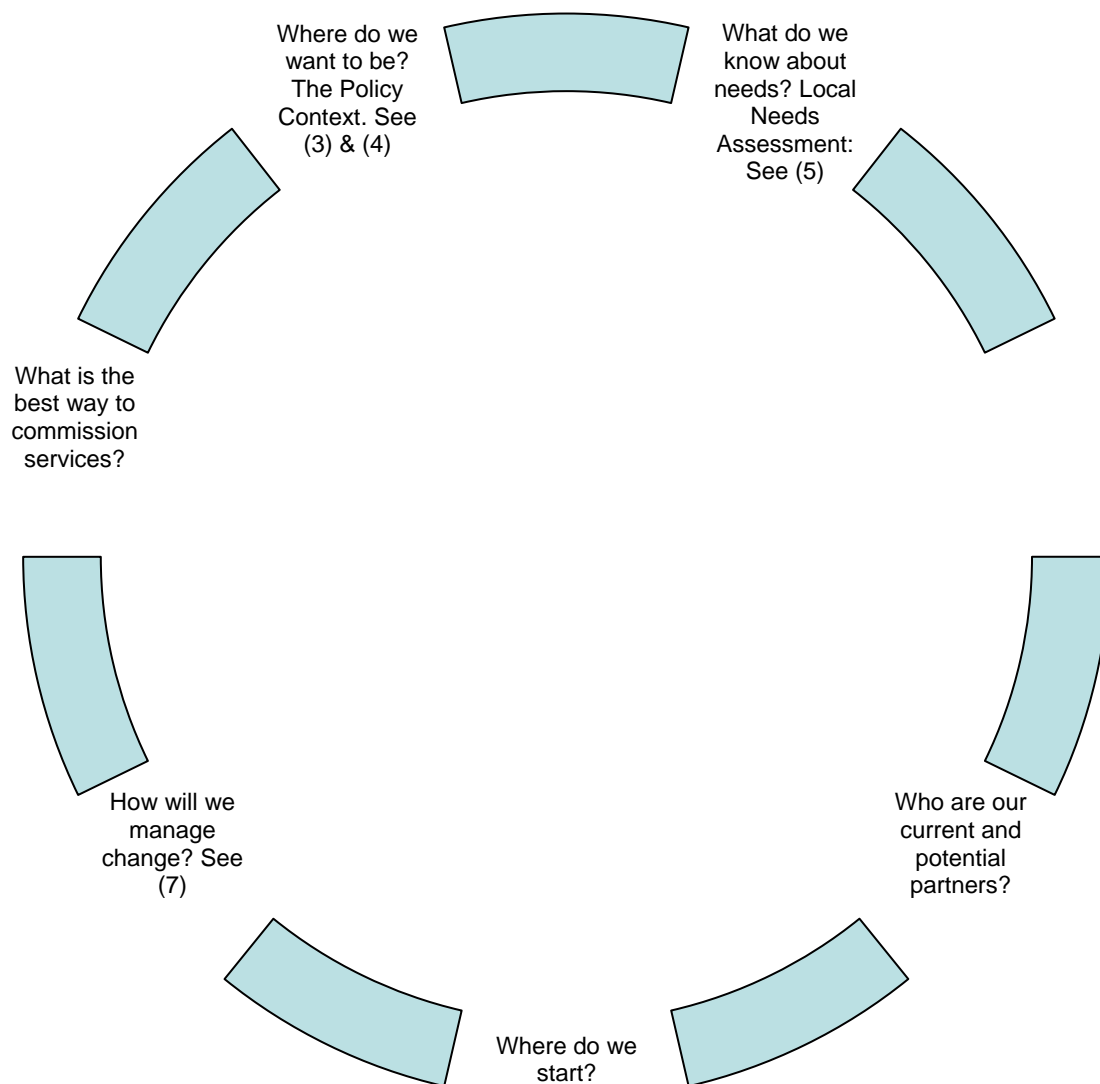 Where do we
want to be?
The Policy
Context. See
(3) & (4)
What do we
know about
needs? Local
Needs
Assessment:
See (5)
What is the
best way to
commission
services?
How will we
manage
change? See
(7)
Who are our
current and
potential
partners?
Where do we
start?